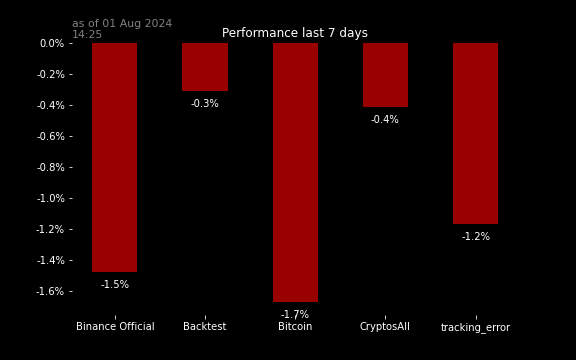 as of 01 Aug 2024
14:25
Performance last 7 days
0.0%
-0.2%
-0.4%
-0.6%
-0.8%
-1.0%
-1.2%
-1.4%
-1.6%
-1.5%
-0.3%
-1.7%
-0.4%
-1.2%
Binance Official
Backtest
Bitcoin
CryptosAll
tracking_error